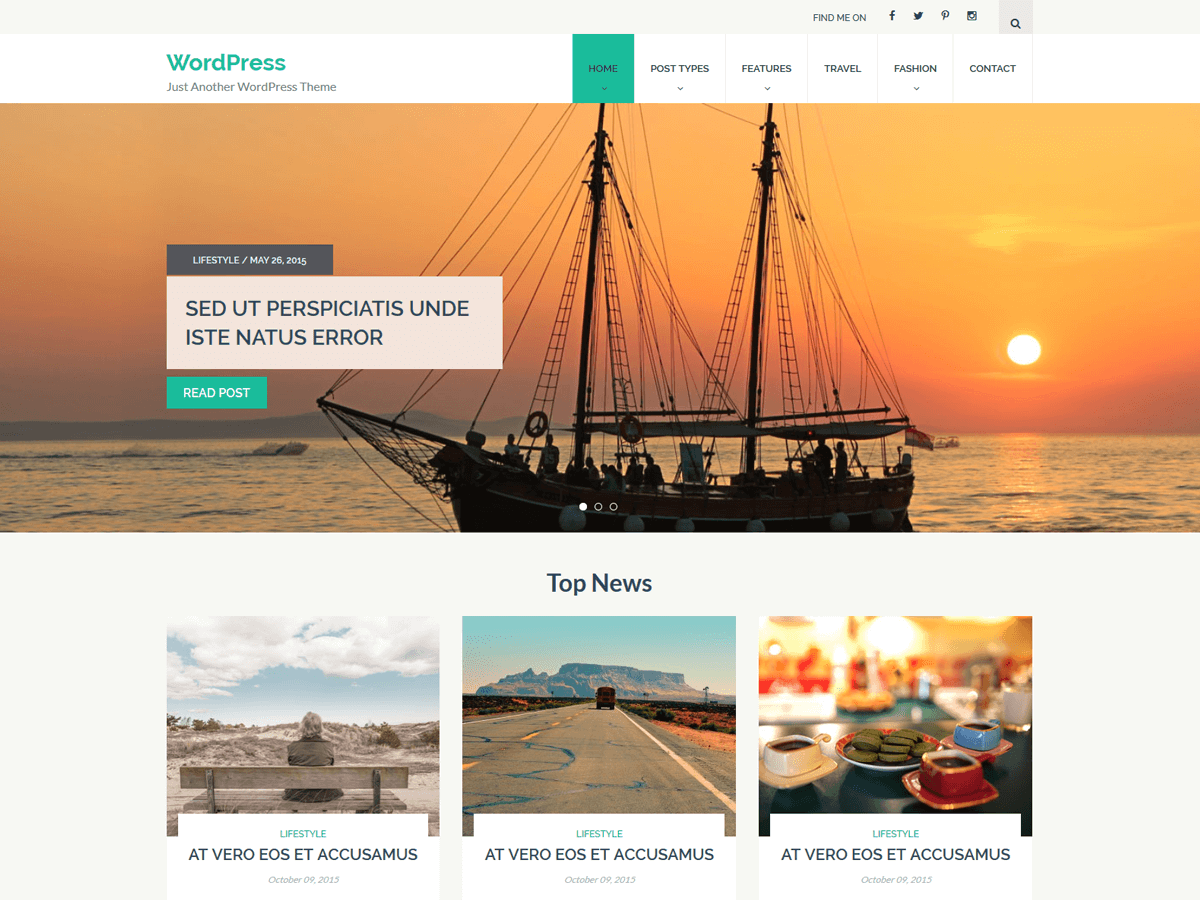 FIND ME ON
WordPress
Just Another WordPress Theme
HOME
POST TYPES
FEATURES
TRAVEL
FASHION
CONTACT
LIFESTYLE / MAY 26, 2015
SED UT PERSPICIATIS UNDE
ISTE NATUS ERROR
READ POST
Top News
LIFESTYLE
AT VERO EOS ET ACCUSAMUS
October 09, 2015
LIFESTYLE
AT VERO EOS ET ACCUSAMUS
October 09, 2015
LIFESTYLE
AT VERO EOS ET ACCUSAMUS
October 09, 2015